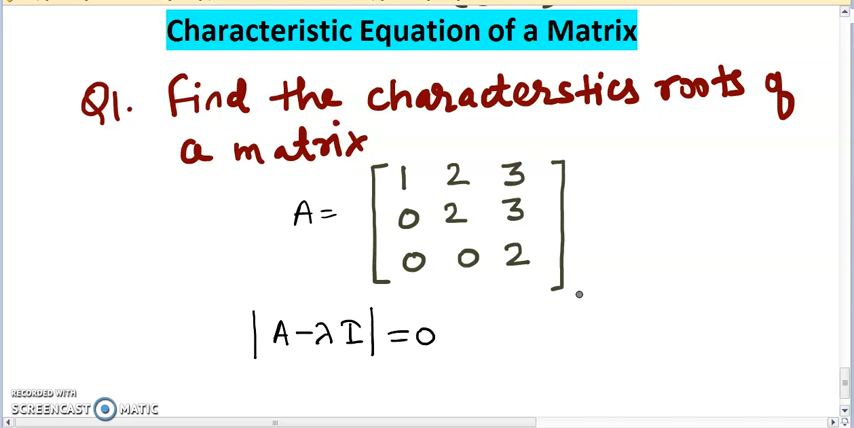 Characteristic Equation of a Matrix
Q1. Find the characterstics roots of
a matrix
A = [1 2 3
0 2 3
0 0 2]
|A-λI| = 0
RECORDED WITH
SCREENCAST MATIC